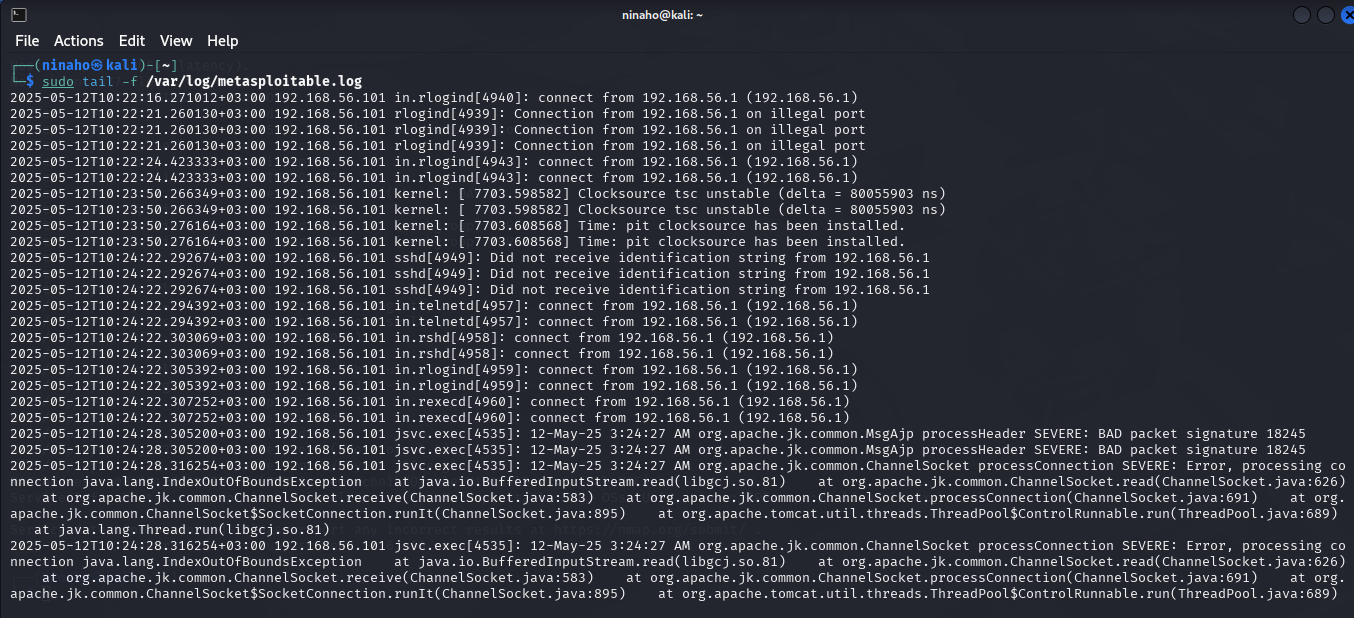 ninaho@kali: ~
File Actions Edit View Help
┌──(ninaho㉿kali)-[~]
└─$ sudo tail -f /var/log/metasploitable.log
2025-05-12T10:22:16.271012+03:00 192.168.56.101 in.rlogind[4940]: connect from 192.168.56.1 (192.168.56.1)
2025-05-12T10:22:21.260130+03:00 192.168.56.101 rlogind[4939]: Connection from 192.168.56.1 on illegal port
2025-05-12T10:22:21.260130+03:00 192.168.56.101 rlogind[4939]: Connection from 192.168.56.1 on illegal port
2025-05-12T10:22:21.260130+03:00 192.168.56.101 rlogind[4939]: Connection from 192.168.56.1 on illegal port
2025-05-12T10:22:24.423333+03:00 192.168.56.101 in.rlogind[4943]: connect from 192.168.56.1 (192.168.56.1)
2025-05-12T10:22:24.423333+03:00 192.168.56.101 in.rlogind[4943]: connect from 192.168.56.1 (192.168.56.1)
2025-05-12T10:23:50.266349+03:00 192.168.56.101 kernel: [ 7703.598582] Clocksource tsc unstable (delta = 80055903 ns)
2025-05-12T10:23:50.266349+03:00 192.168.56.101 kernel: [ 7703.598582] Clocksource tsc unstable (delta = 80055903 ns)
2025-05-12T10:23:50.276164+03:00 192.168.56.101 kernel: [ 7703.608568] Time: pit clocksource has been installed.
2025-05-12T10:23:50.276164+03:00 192.168.56.101 kernel: [ 7703.608568] Time: pit clocksource has been installed.
2025-05-12T10:24:22.292674+03:00 192.168.56.101 sshd[4949]: Did not receive identification string from 192.168.56.1
2025-05-12T10:24:22.292674+03:00 192.168.56.101 sshd[4949]: Did not receive identification string from 192.168.56.1
2025-05-12T10:24:22.292674+03:00 192.168.56.101 sshd[4949]: Did not receive identification string from 192.168.56.1
2025-05-12T10:24:22.294392+03:00 192.168.56.101 in.telnetd[4957]: connect from 192.168.56.1 (192.168.56.1)
2025-05-12T10:24:22.294392+03:00 192.168.56.101 in.telnetd[4957]: connect from 192.168.56.1 (192.168.56.1)
2025-05-12T10:24:22.303069+03:00 192.168.56.101 in.rshd[4958]: connect from 192.168.56.1 (192.168.56.1)
2025-05-12T10:24:22.303069+03:00 192.168.56.101 in.rshd[4958]: connect from 192.168.56.1 (192.168.56.1)
2025-05-12T10:24:22.305392+03:00 192.168.56.101 in.rlogind[4959]: connect from 192.168.56.1 (192.168.56.1)
2025-05-12T10:24:22.305392+03:00 192.168.56.101 in.rlogind[4959]: connect from 192.168.56.1 (192.168.56.1)
2025-05-12T10:24:22.307252+03:00 192.168.56.101 in.rexecd[4960]: connect from 192.168.56.1 (192.168.56.1)
2025-05-12T10:24:22.307252+03:00 192.168.56.101 in.rexecd[4960]: connect from 192.168.56.1 (192.168.56.1)
2025-05-12T10:24:28.305200+03:00 192.168.56.101 jsvc.exec[4535]: 12-May-25 3:24:27 AM org.apache.jk.common.MsgAjp processHeader SEVERE: BAD packet signature 18245
2025-05-12T10:24:28.305200+03:00 192.168.56.101 jsvc.exec[4535]: 12-May-25 3:24:27 AM org.apache.jk.common.MsgAjp processHeader SEVERE: BAD packet signature 18245
2025-05-12T10:24:28.316254+03:00 192.168.56.101 jsvc.exec[4535]: 12-May-25 3:24:27 AM org.apache.jk.common.ChannelSocket processConnection SEVERE: Error, processing co
nnection java.lang.IndexOutOfBoundsException    at java.io.BufferedInputStream.read(libgcj.so.81)    at org.apache.jk.common.ChannelSocket.read(ChannelSocket.java:626)
    at org.apache.jk.common.ChannelSocket.receive(ChannelSocket.java:583)    at org.apache.jk.common.ChannelSocket.processConnection(ChannelSocket.java:691)    at org.
apache.jk.common.ChannelSocket$SocketConnection.runIt(ChannelSocket.java:895)    at org.apache.tomcat.util.threads.ThreadPool$ControlRunnable.run(ThreadPool.java:689)
   at java.lang.Thread.run(libgcj.so.81)
2025-05-12T10:24:28.316254+03:00 192.168.56.101 jsvc.exec[4535]: 12-May-25 3:24:27 AM org.apache.jk.common.ChannelSocket processConnection SEVERE: Error, processing co
nnection java.lang.IndexOutOfBoundsException    at java.io.BufferedInputStream.read(libgcj.so.81)    at org.apache.jk.common.ChannelSocket.read(ChannelSocket.java:626)
    at org.apache.jk.common.ChannelSocket.receive(ChannelSocket.java:583)    at org.apache.jk.common.ChannelSocket.processConnection(ChannelSocket.java:691)    at org.
apache.jk.common.ChannelSocket$SocketConnection.runIt(ChannelSocket.java:895)    at org.apache.tomcat.util.threads.ThreadPool$ControlRunnable.run(ThreadPool.java:689)